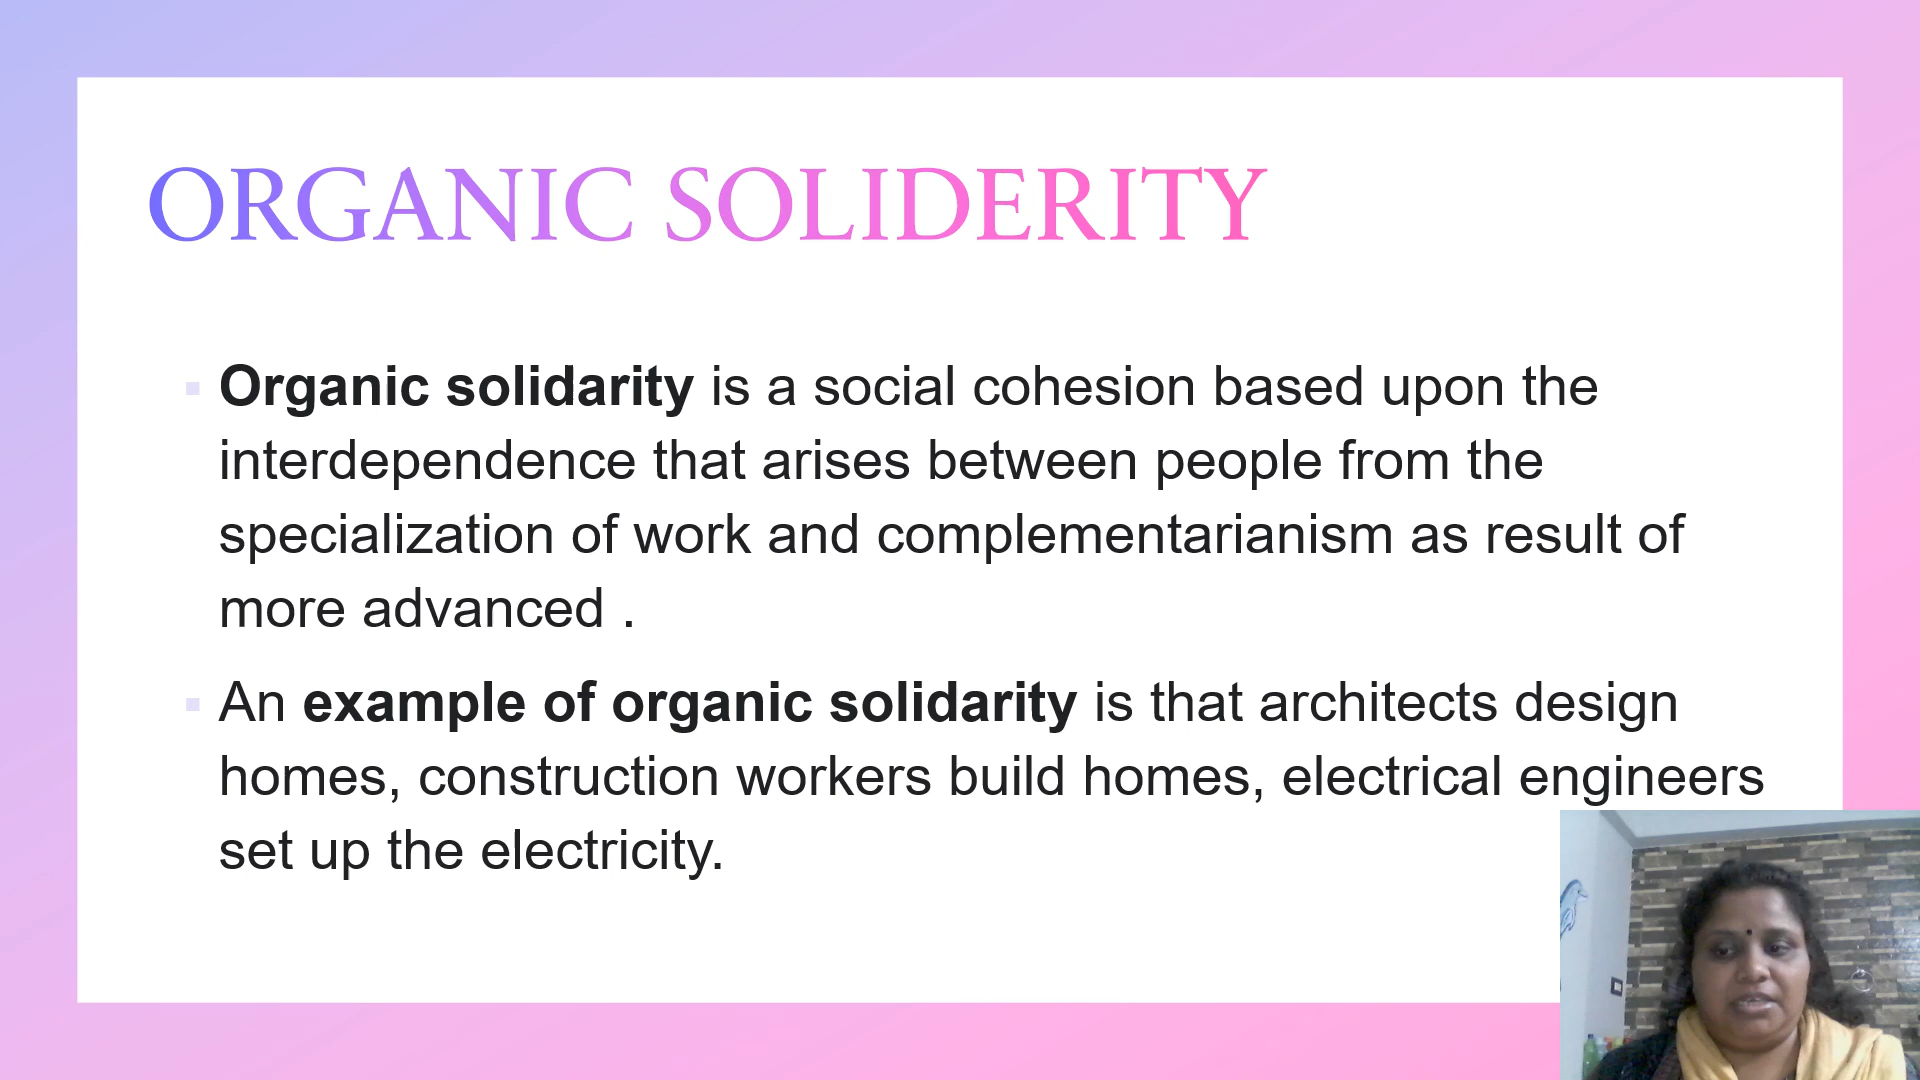 ORGANIC SOLIDERITY
Organic solidarity is a social cohesion based upon the
interdependence that arises between people from the
specialization of work and complementarianism as result of
more advanced .
An example of organic solidarity is that architects design
homes, construction workers build homes, electrical engineers
set up the electricity.